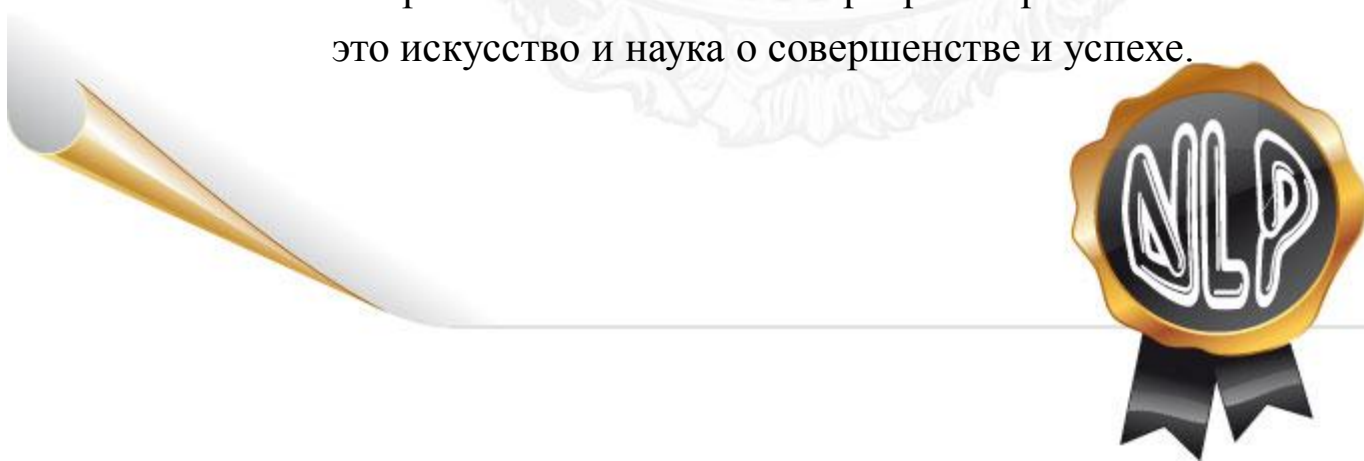 это искусство и наука о совершенстве и успехе.
NLP